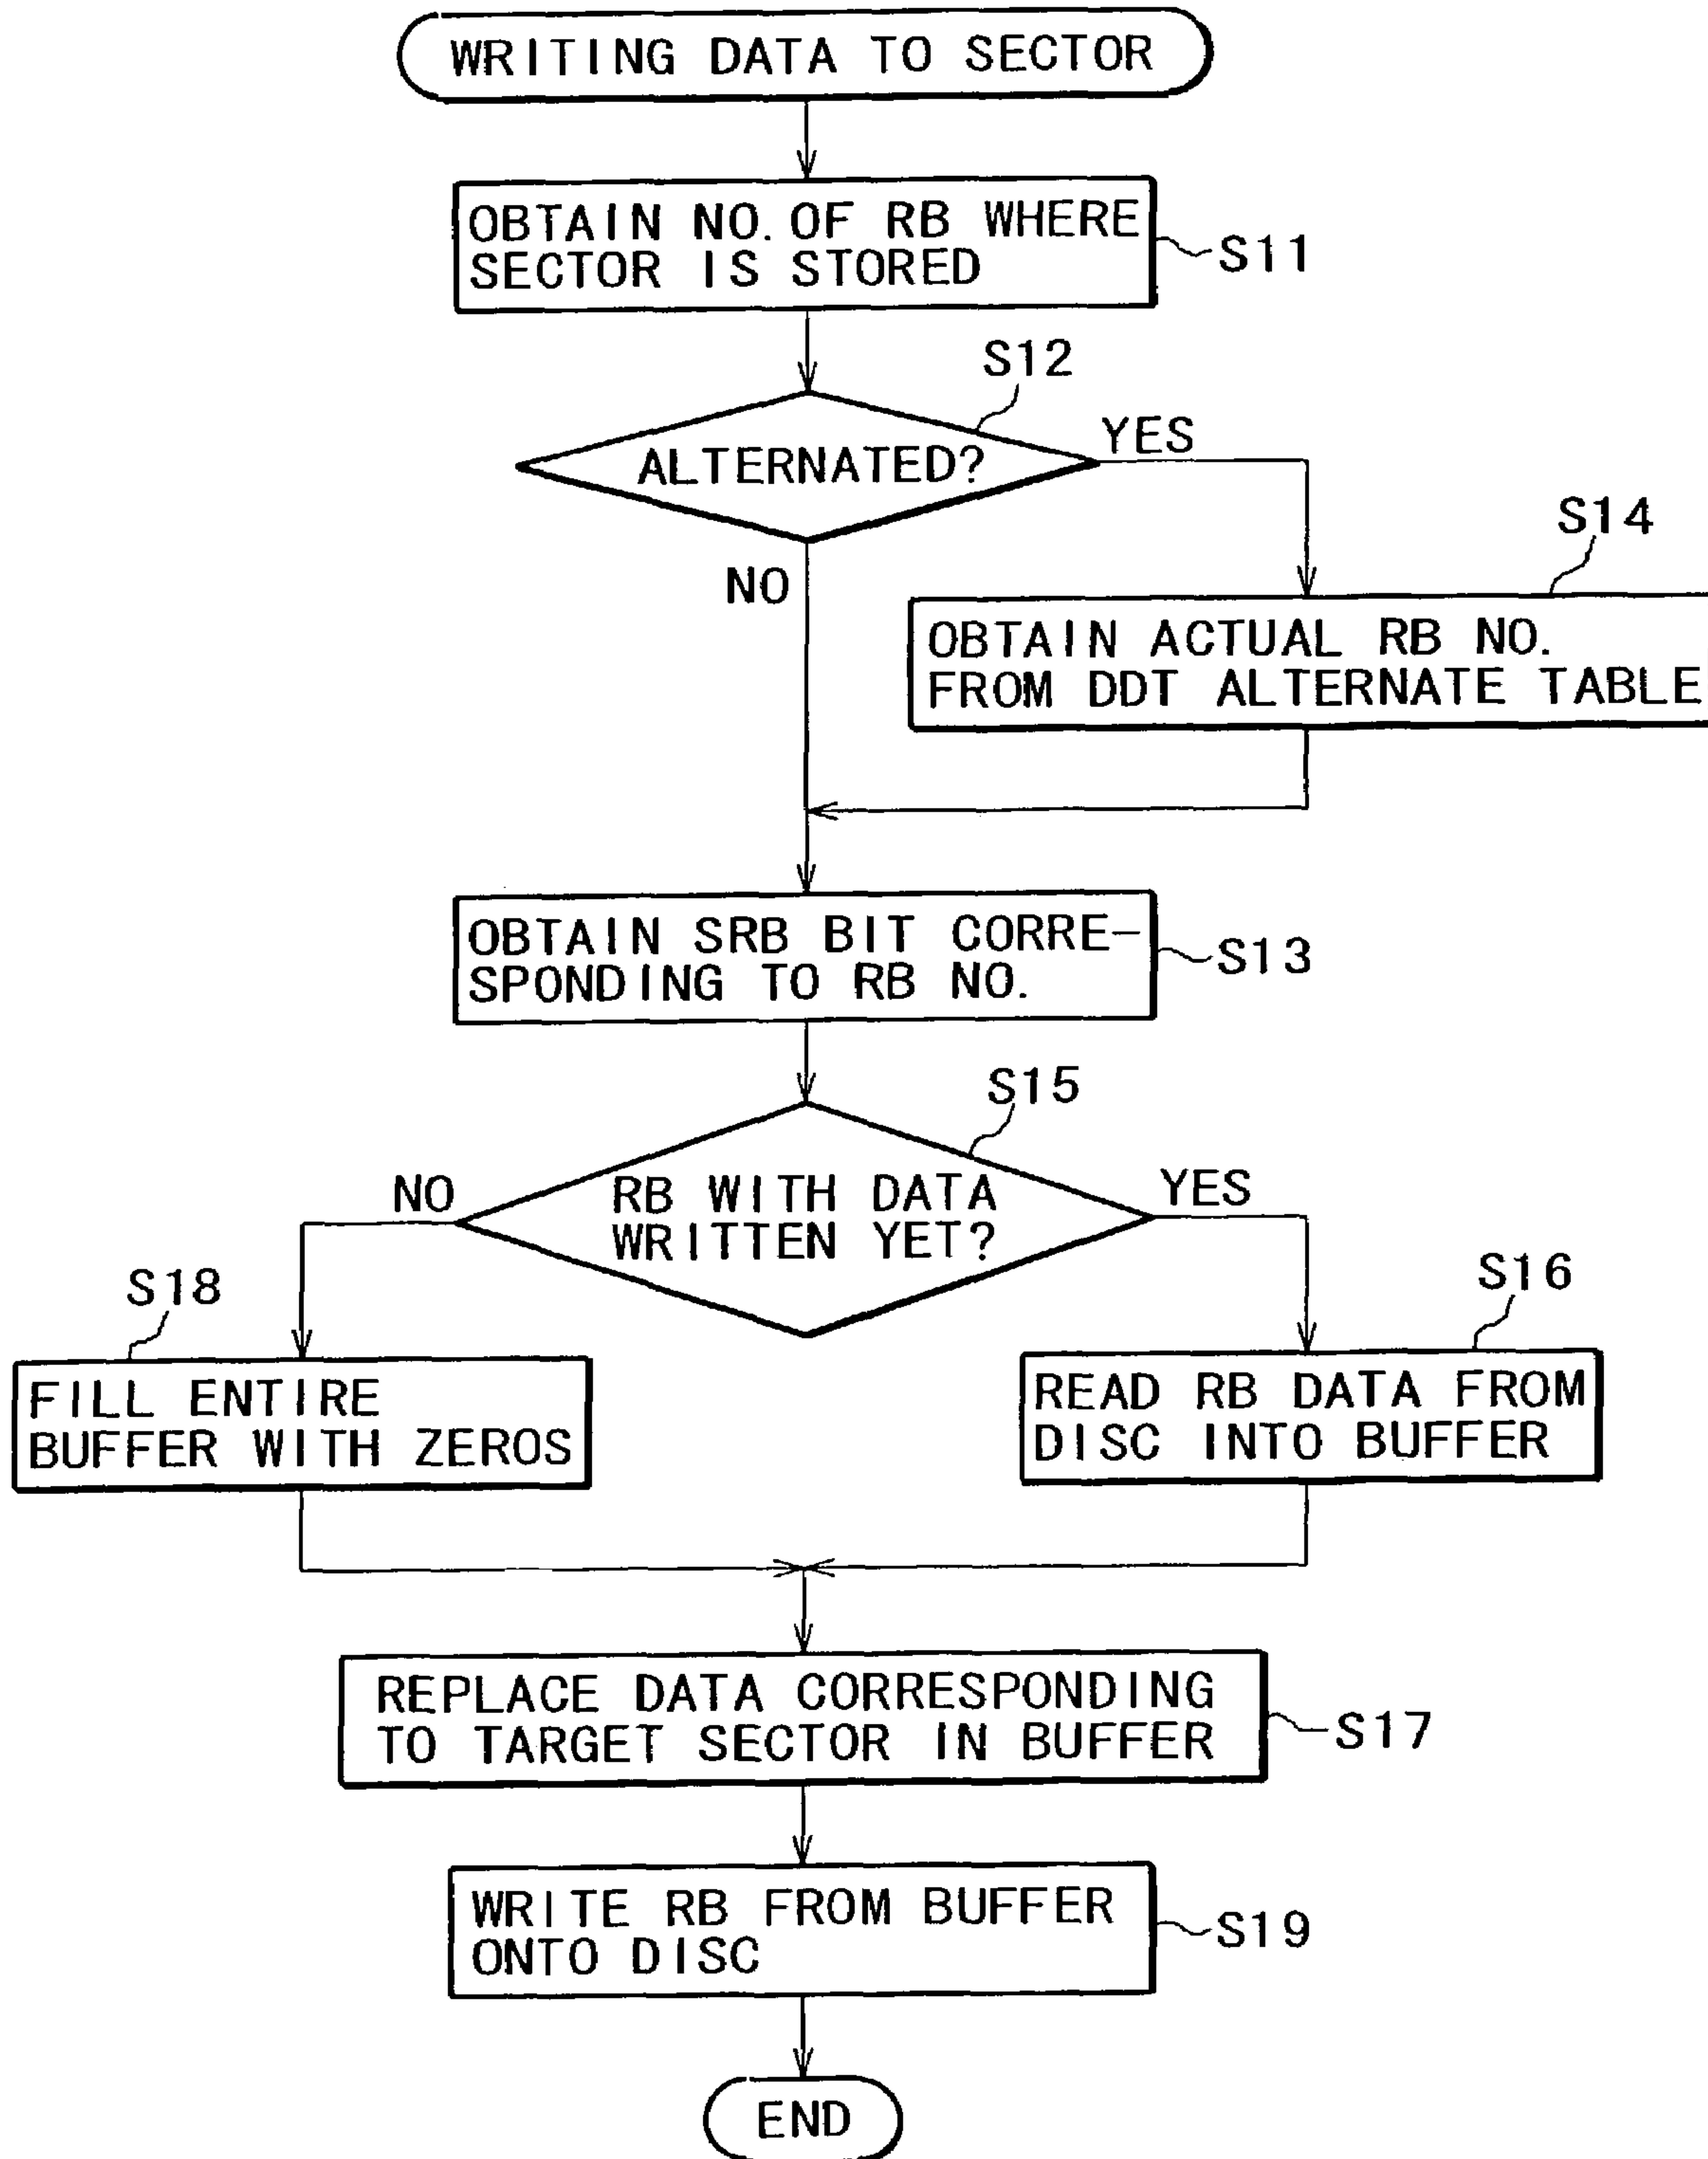 WRITING DATA TO SECTOR
OBTAIN NO. OF RB WHERE
SECTOR IS STORED
S11
S12
ALTERNATED?
YES
NO
S14
OBTAIN ACTUAL RB NO.
FROM DDT ALTERNATE TABLE
OBTAIN SRB BIT CORRE-
SPONDING TO RB NO.
S13
S15
RB WITH DATA
WRITTEN YET?
NO
YES
S18
FILL ENTIRE
BUFFER WITH ZEROS
S16
READ RB DATA FROM
DISC INTO BUFFER
REPLACE DATA CORRESPONDING
TO TARGET SECTOR IN BUFFER
S17
WRITE RB FROM BUFFER
ONTO DISC
S19
END